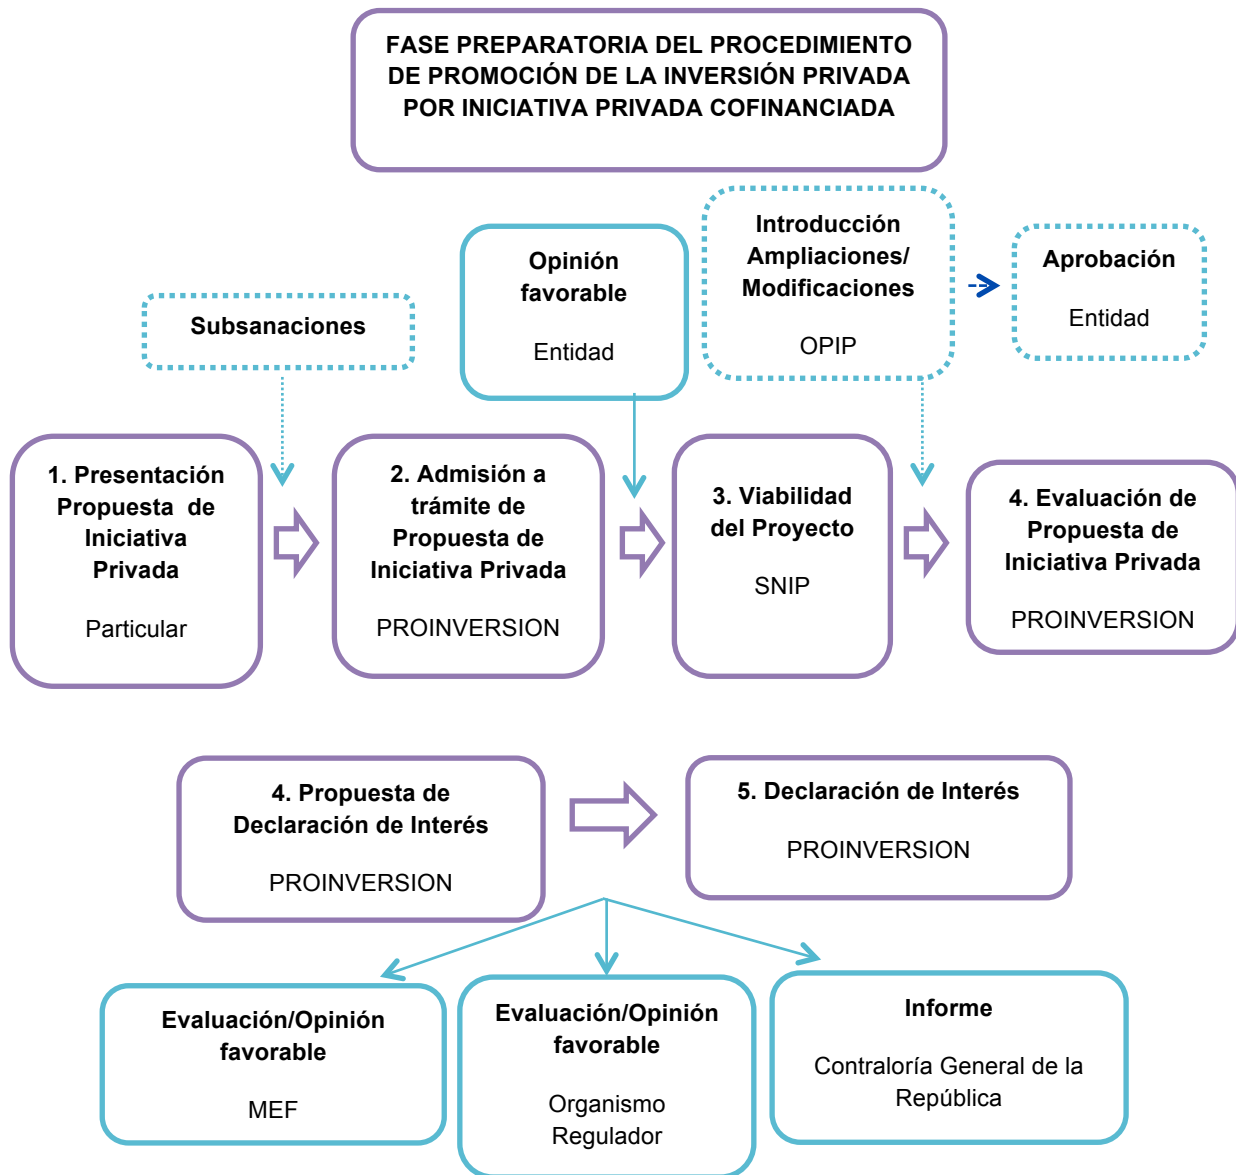 FASE PREPARATORIA DEL PROCEDIMIENTO
DE PROMOCIÓN DE LA INVERSIÓN PRIVADA
POR INICIATIVA PRIVADA COFINANCIADA
Subsanaciones
Opinión
favorable
Entidad
Introducción
Ampliaciones/
Modificaciones
OPIP
Aprobación
Entidad
1. Presentación
Propuesta de
Iniciativa
Privada
Particular
2. Admisión a
trámite de
Propuesta de
Iniciativa Privada
PROINVERSION
3. Viabilidad
del Proyecto
SNIP
4. Evaluación de
Propuesta de
Iniciativa Privada
PROINVERSION
4. Propuesta de
Declaración de Interés
PROINVERSION
5. Declaración de Interés
PROINVERSION
Evaluación/Opinión
favorable
MEF
Evaluación/Opinión
favorable
Organismo
Regulador
Informe
Contraloría General de la
República